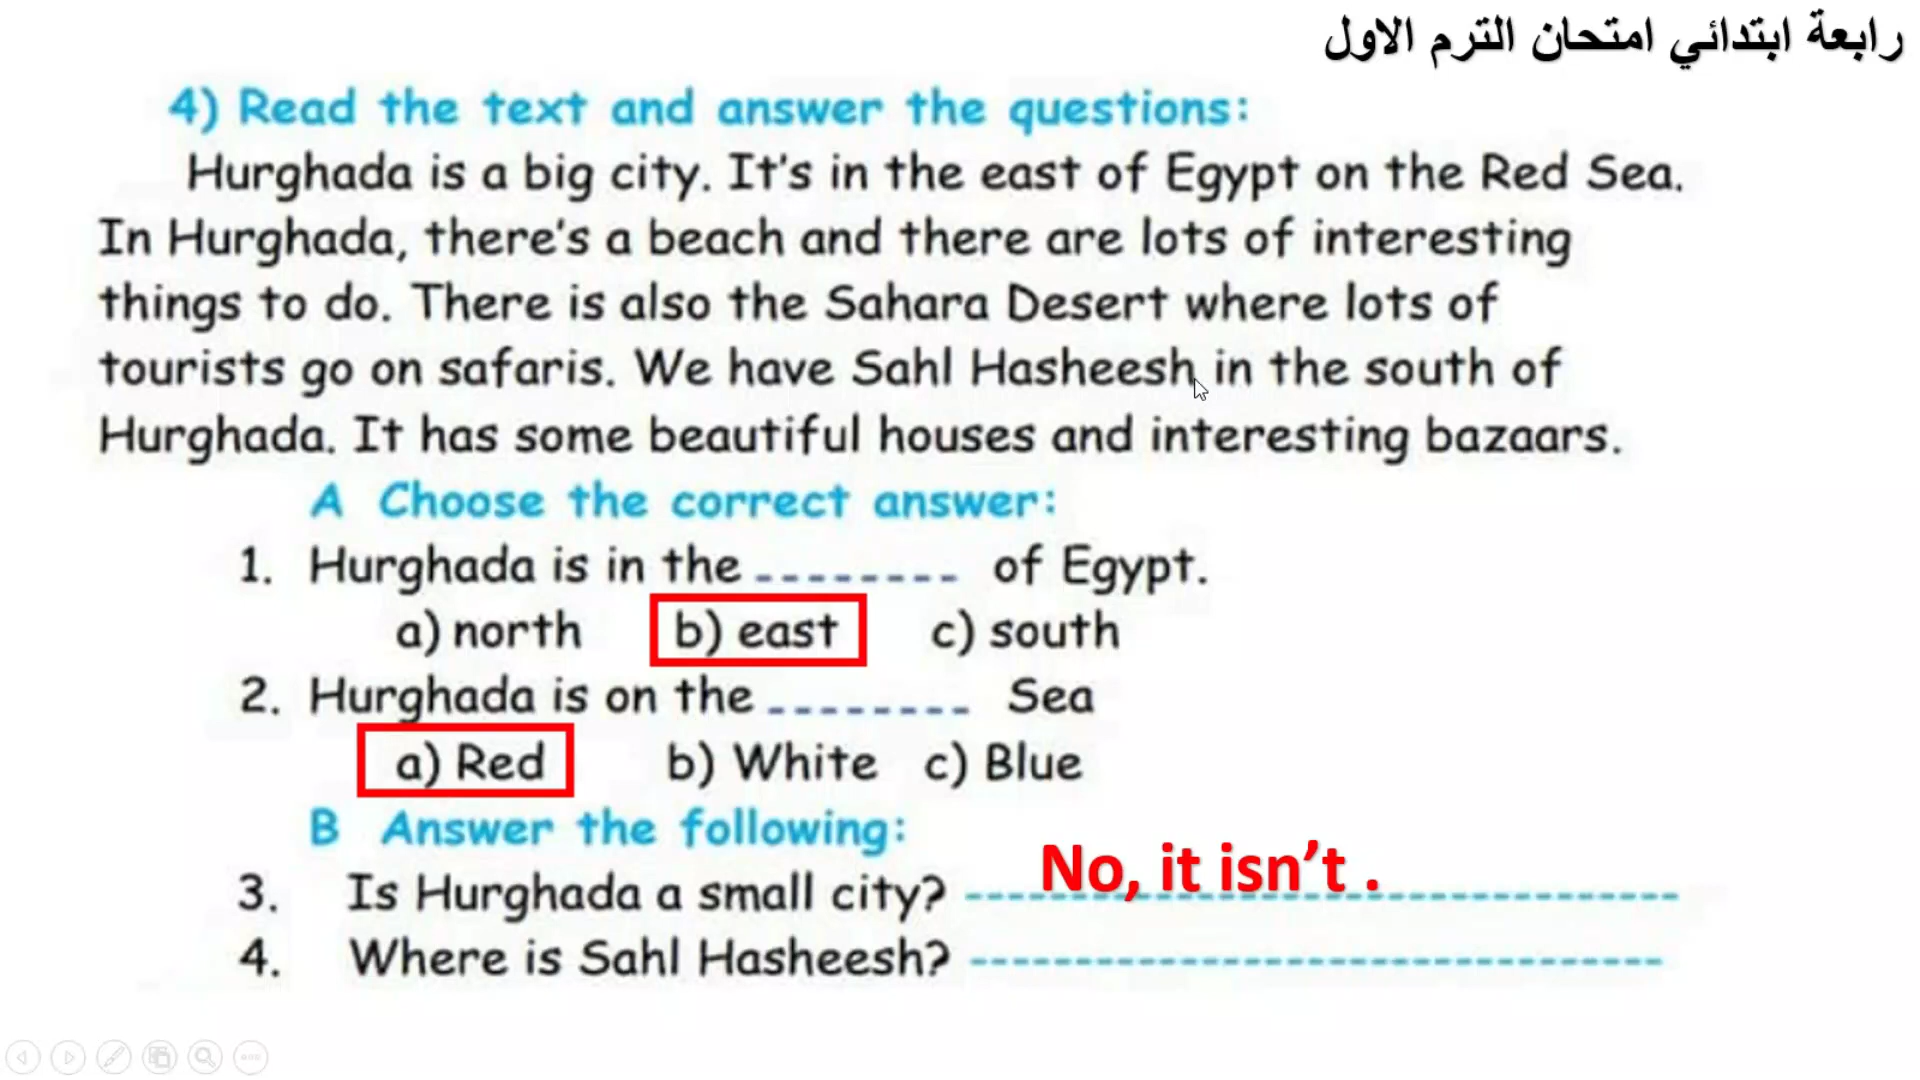 رابعة ابتدائي امتحان الترم الاول
4) Read the text and answer the questions:
Hurghada is a big city. It's in the east of Egypt on the Red Sea.
In Hurghada, there's a beach and there are lots of interesting
things to do. There is also the Sahara Desert where lots of
tourists go on safaris. We have Sahl Hasheesh in the south of
Hurghada. It has some beautiful houses and interesting bazaars.
A Choose the correct answer:
1. Hurghada is in the -------- of Egypt.
a) north b) east c) south
2. Hurghada is on the -------- Sea
a) Red b) White c) Blue
B Answer the following:
3. Is Hurghada a small city? No, it isn’t .
4. Where is Sahl Hasheesh? --------------------------------